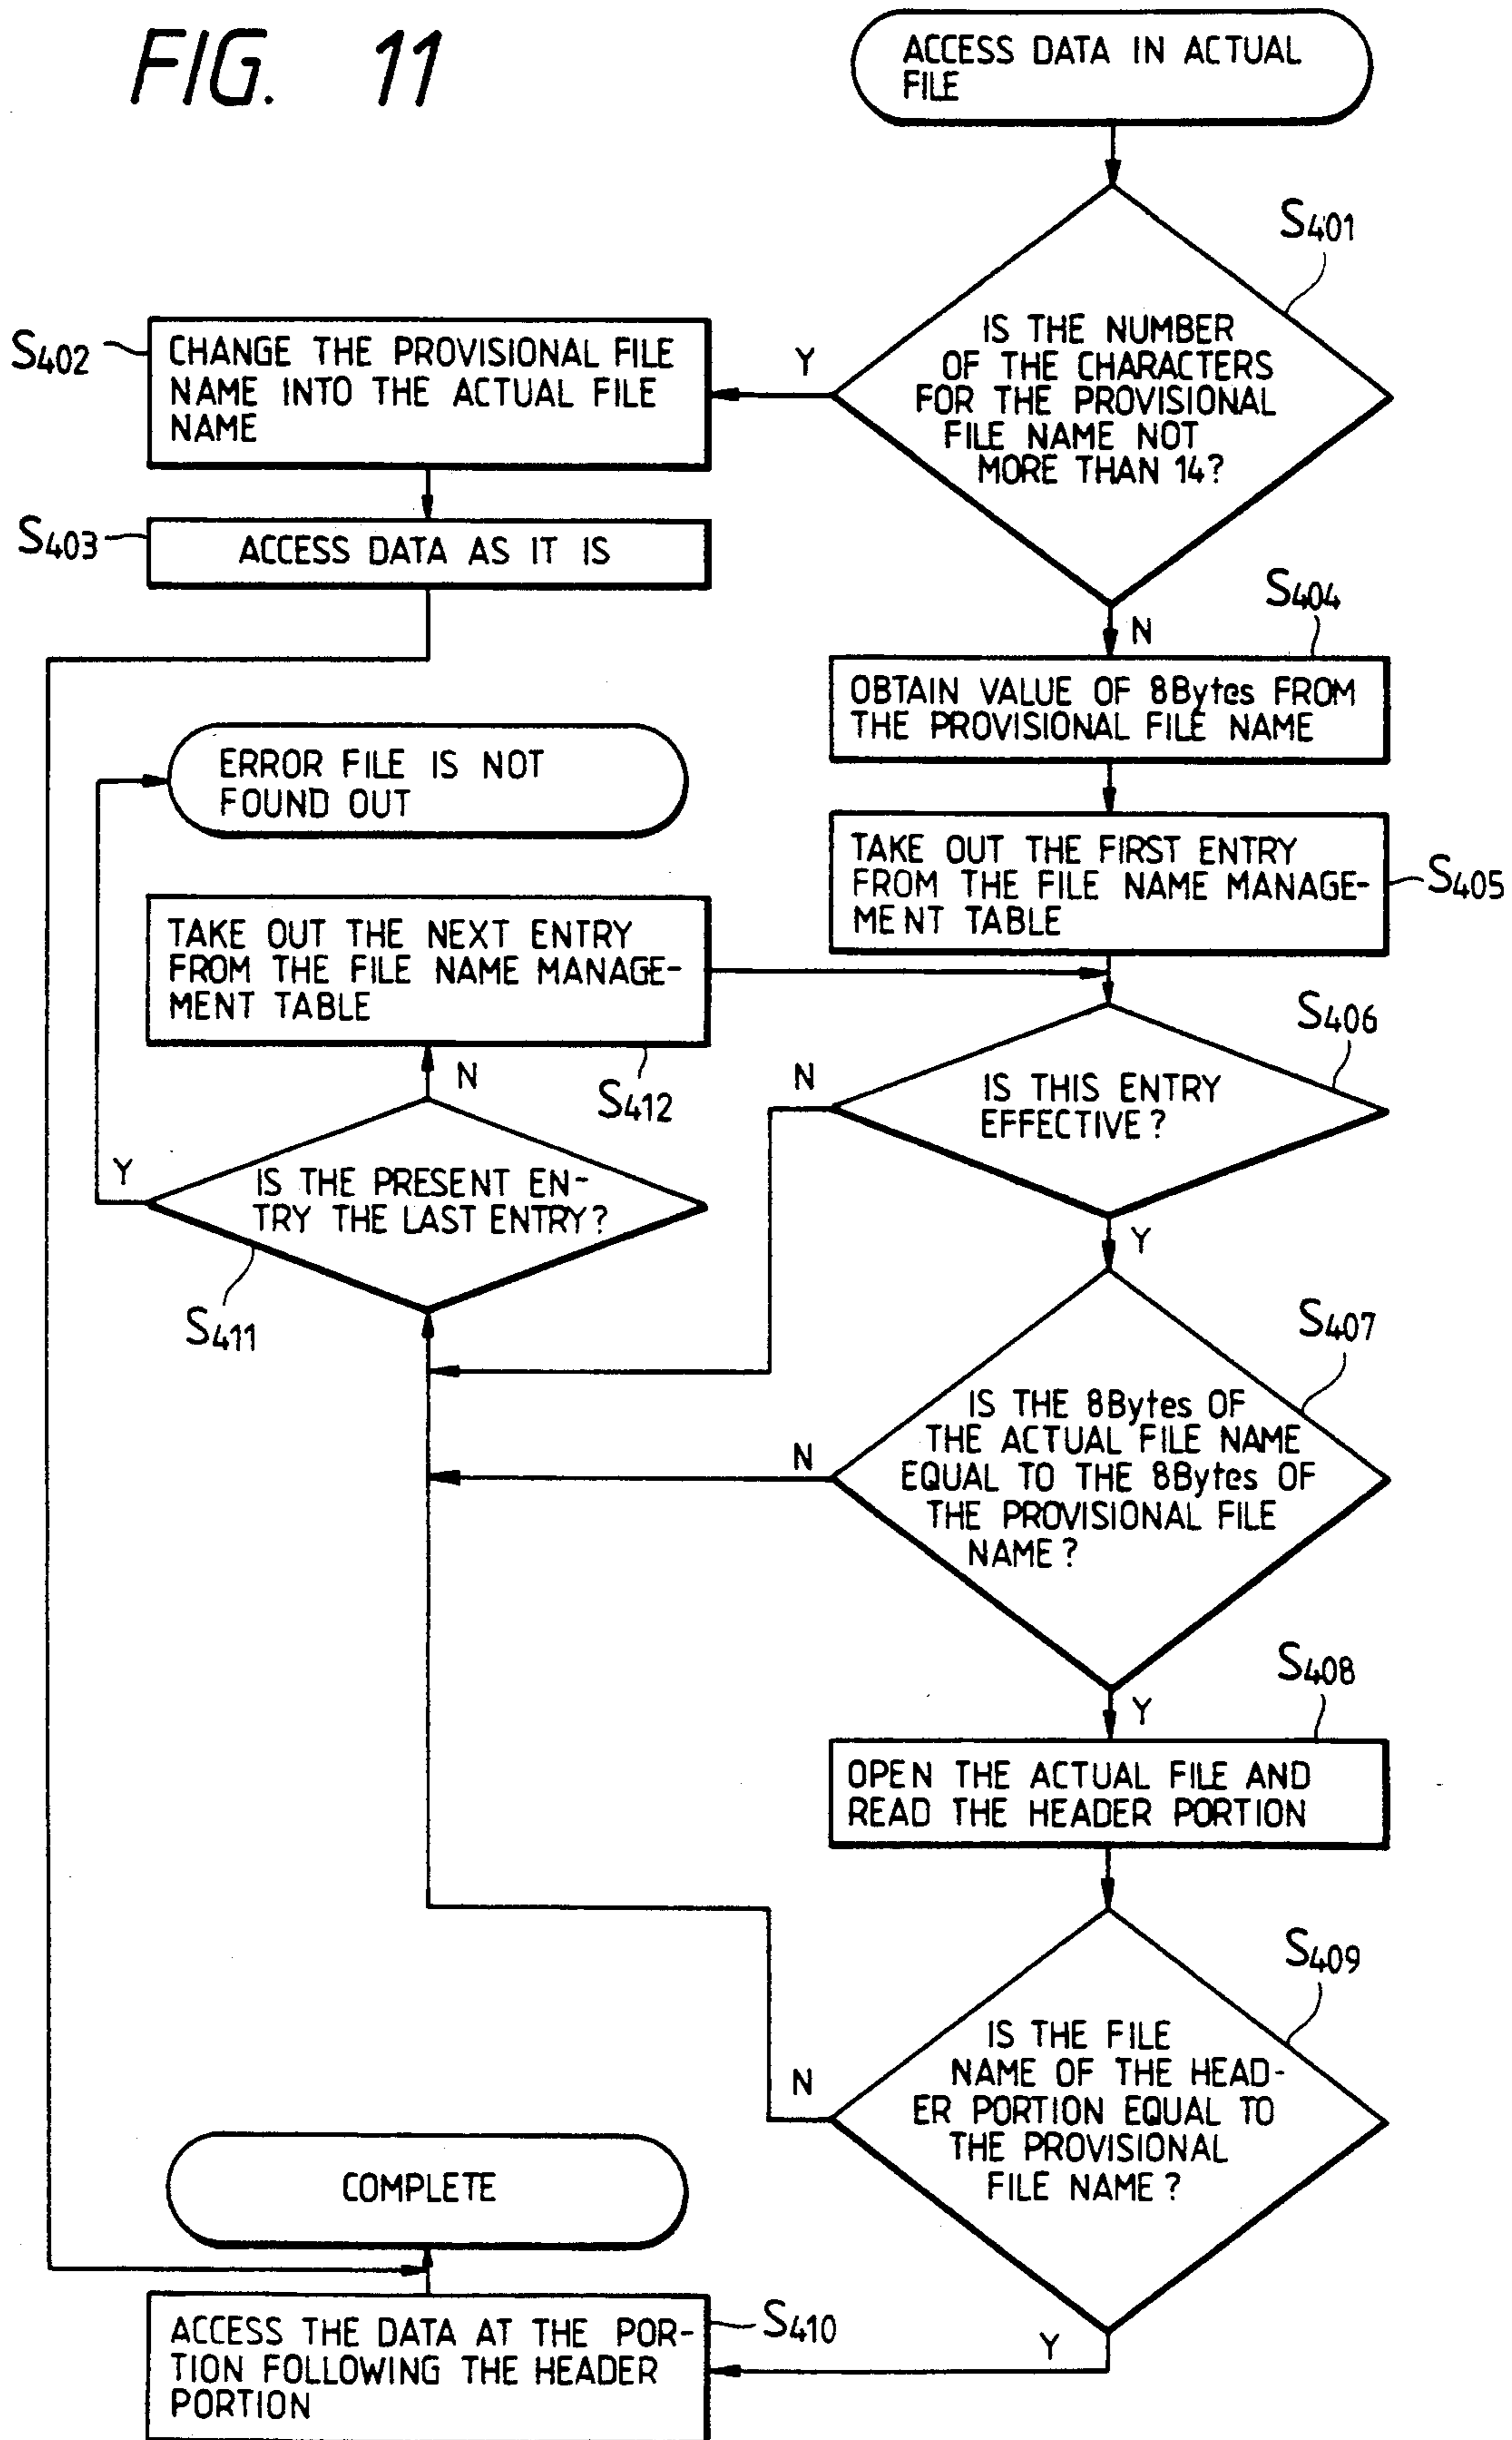 FIG. 11
ACCESS DATA IN ACTUAL
FILE
S401
IS THE NUMBER
OF THE CHARACTERS
FOR THE PROVISIONAL
FILE NAME NOT
MORE THAN 14?
Y
S402
CHANGE THE PROVISIONAL FILE
NAME INTO THE ACTUAL FILE
NAME
S403
ACCESS DATA AS IT IS
N
S404
OBTAIN VALUE OF 8Bytes FROM
THE PROVISIONAL FILE NAME
ERROR FILE IS NOT
FOUND OUT
TAKE OUT THE FIRST ENTRY
FROM THE FILE NAME MANAGE-
MENT TABLE
S405
TAKE OUT THE NEXT ENTRY
FROM THE FILE NAME MANAGE-
MENT TABLE
S412
N
S406
IS THIS ENTRY
EFFECTIVE?
N
Y
Y
IS THE PRESENT EN-
TRY THE LAST ENTRY?
S411
S407
IS THE 8Bytes OF
THE ACTUAL FILE NAME
EQUAL TO THE 8Bytes OF
THE PROVISIONAL FILE
NAME?
N
Y
S408
OPEN THE ACTUAL FILE AND
READ THE HEADER PORTION
S409
IS THE FILE
NAME OF THE HEAD-
ER PORTION EQUAL TO
THE PROVISIONAL
FILE NAME?
N
Y
COMPLETE
S410
ACCESS THE DATA AT THE POR-
TION FOLLOWING THE HEADER
PORTION